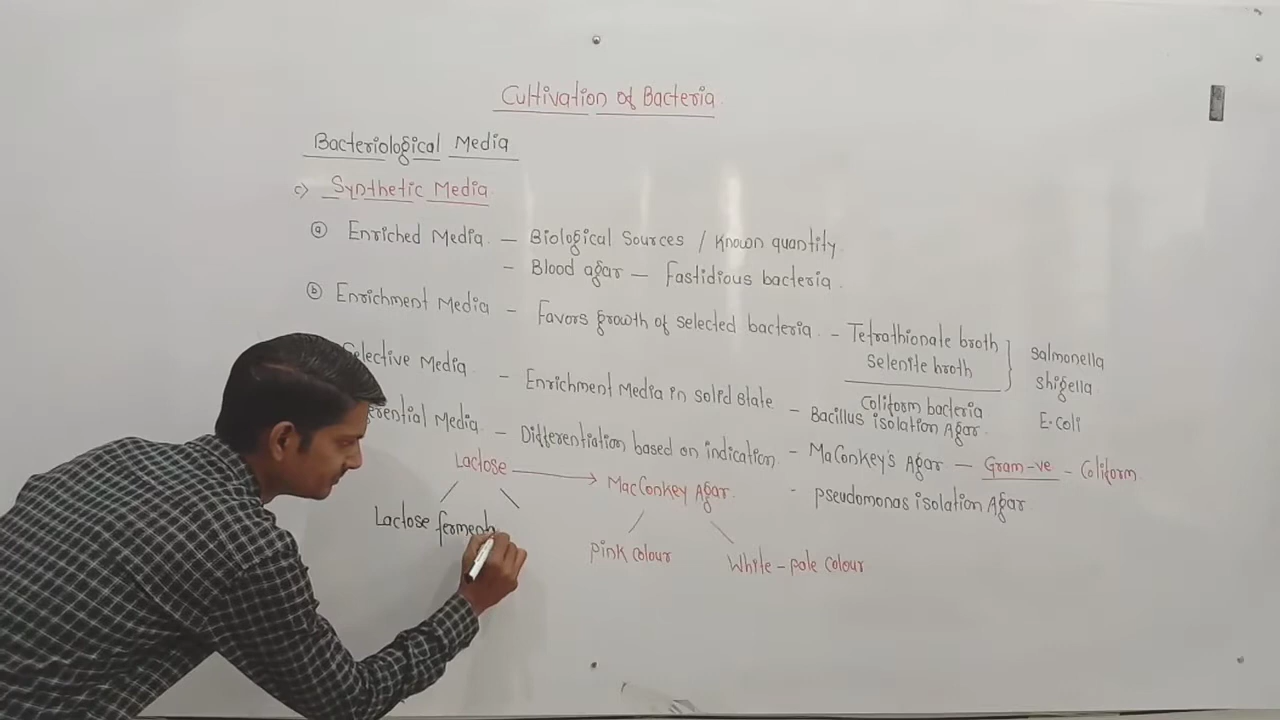 Cultivation of Bacteria
Bacteriological Media
c) Synthetic Media
ⓐ Enriched Media. — Biological Sources / Known quantity.
- Blood agar — Fastidious bacteria.
ⓑ Enrichment Media - Favors growth of selected bacteria. - Tetrathionate broth
selenite broth
Salmonella
Shigella
Coliform bacteria
E.coli
Selective Media - Enrichment Media in solid state - Bacillus isolation Agar.
erential Media. - Differentiation based on indication. - MaConkey's Agar — Gram-ve - Coliform
- Pseudomonas isolation Agar
Lactose → MacConkey Agar.
Lactose ferment
Pink colour
White - pale colour